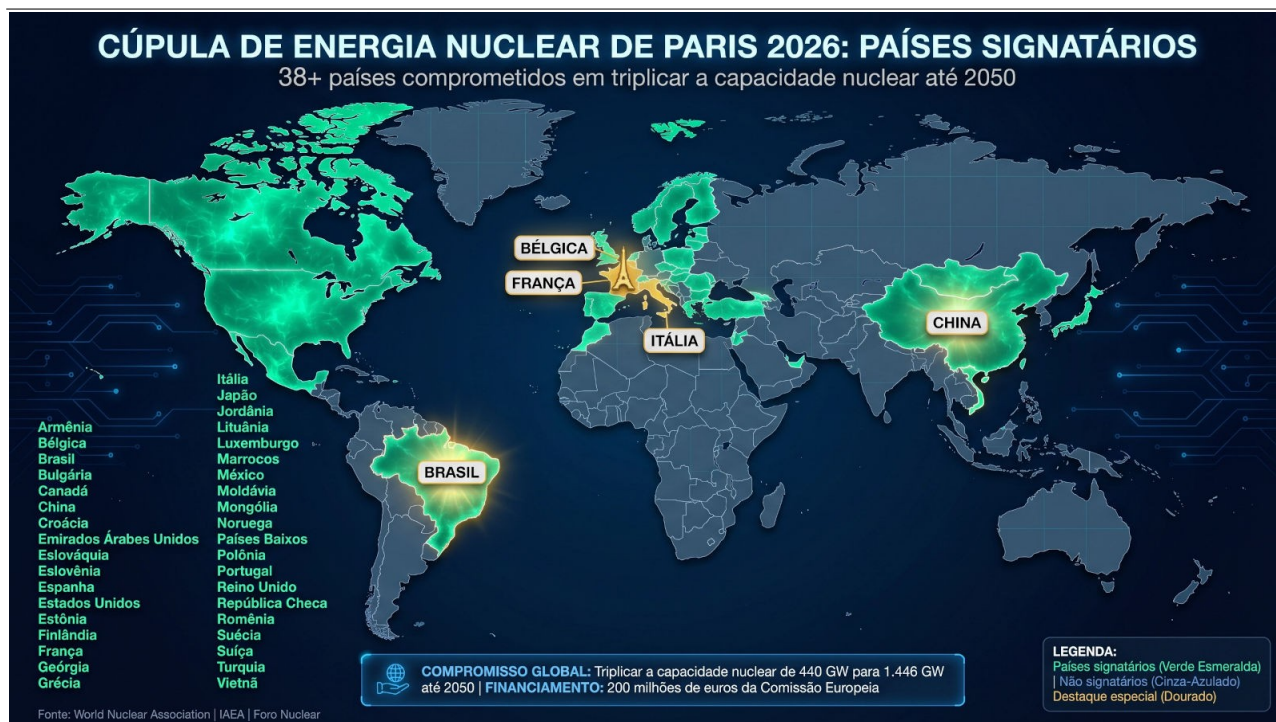 CÚPULA DE ENERGIA NUCLEAR DE PARIS 2026: PAÍSES SIGNATÁRIOS
38+ países comprometidos em triplicar a capacidade nuclear até 2050
BÉLGICA
FRANÇA
ITÁLIA
CHINA
BRASIL
Armênia
Bélgica
Brasil
Bulgária
Canadá
China
Croácia
Emirados Árabes Unidos
Eslováquia
Eslovênia
Espanha
Estados Unidos
Estônia
Finlândia
França
Geórgia
Grécia
Itália
Japão
Jordânia
Lituânia
Luxemburgo
Marrocos
México
Moldávia
Mongólia
Noruega
Países Baixos
Polônia
Portugal
Reino Unido
República Checa
Romênia
Suécia
Suíça
Turquia
Vietnã
COMPROMISSO GLOBAL: Triplicar a capacidade nuclear de 440 GW para 1.446 GW
até 2050 | FINANCIAMENTO: 200 milhões de euros da Comissão Europeia
LEGENDA:
Países signatários (Verde Esmeralda)
| Não signatários (Cinza-Azulado)
Destaque especial (Dourado)
Fonte: World Nuclear Association | IAEA | Foro Nuclear